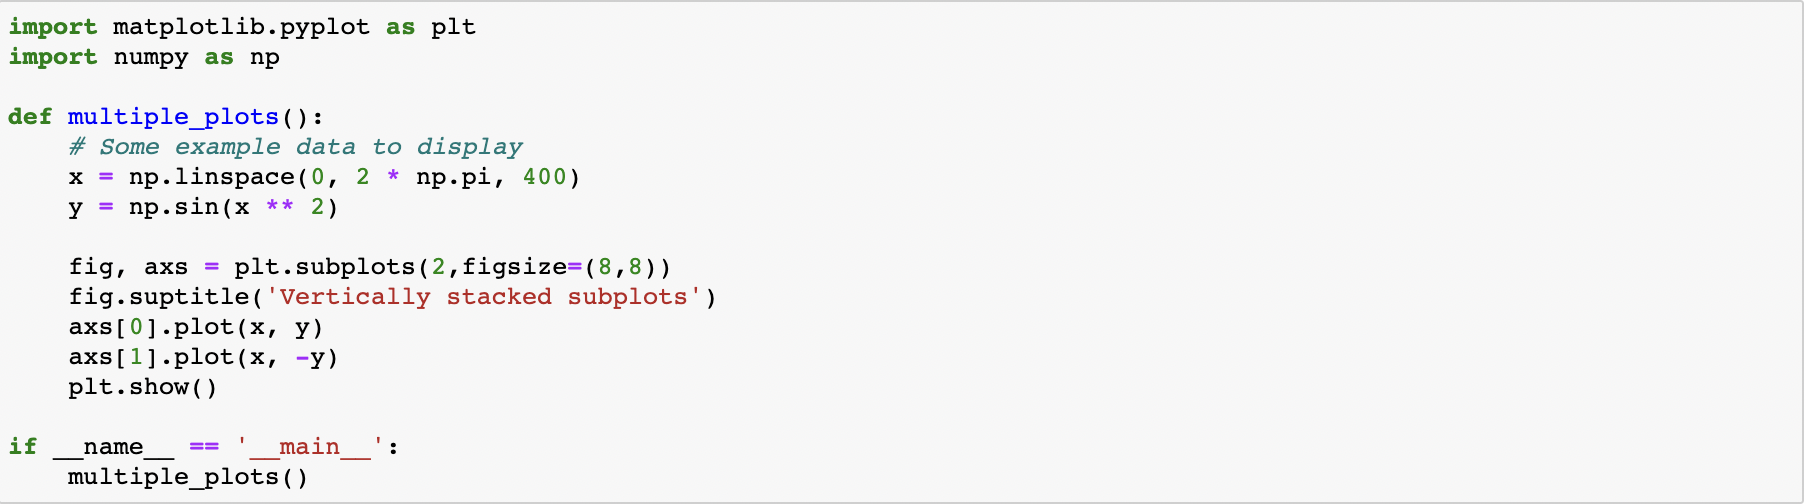 import matplotlib.pyplot as plt
import numpy as np
def multiple_plots():
    # Some example data to display
    x = np.linspace(0, 2 * np.pi, 400)
    y = np.sin(x ** 2)
    fig, axs = plt.subplots(2,figsize=(8,8))
    fig.suptitle('Vertically stacked subplots')
    axs[0].plot(x, y)
    axs[1].plot(x, -y)
    plt.show()
if __name__ == '__main__':
    multiple_plots()